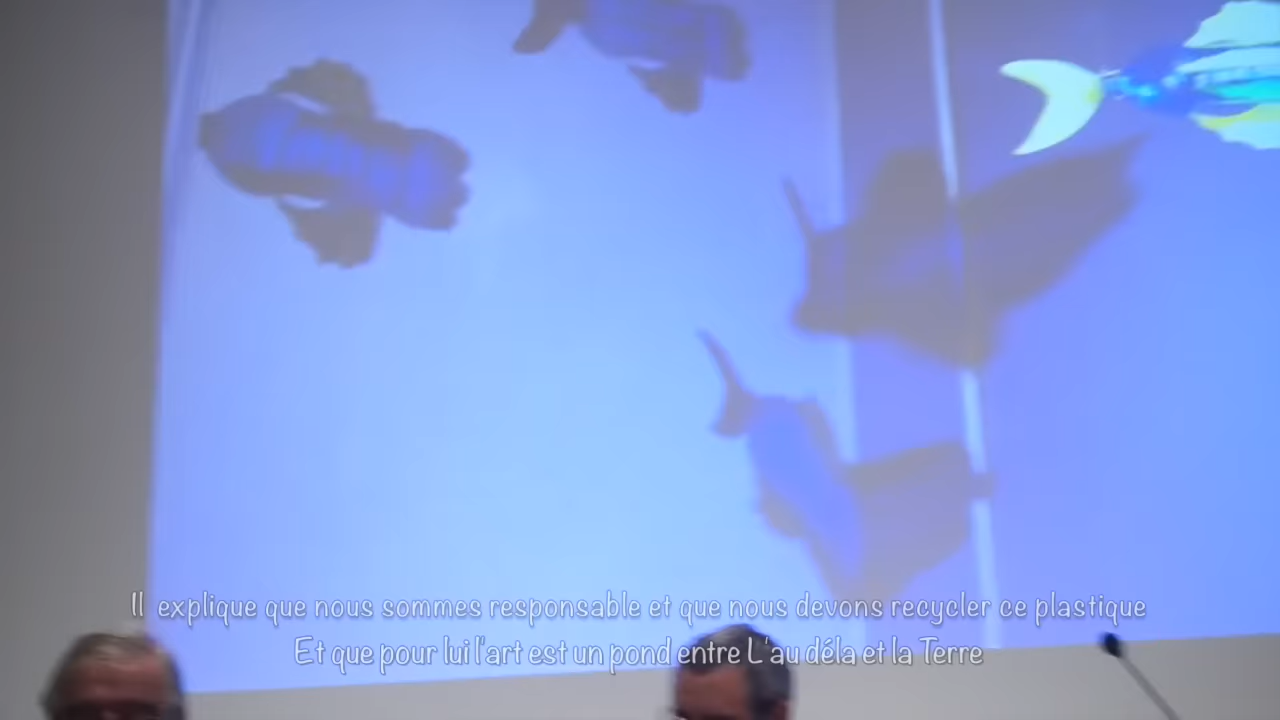 Il explique que nous sommes responsable et que nous devons recycler ce plastique
Et que pour lui l'art est un pond entre L'au déla et la Terre